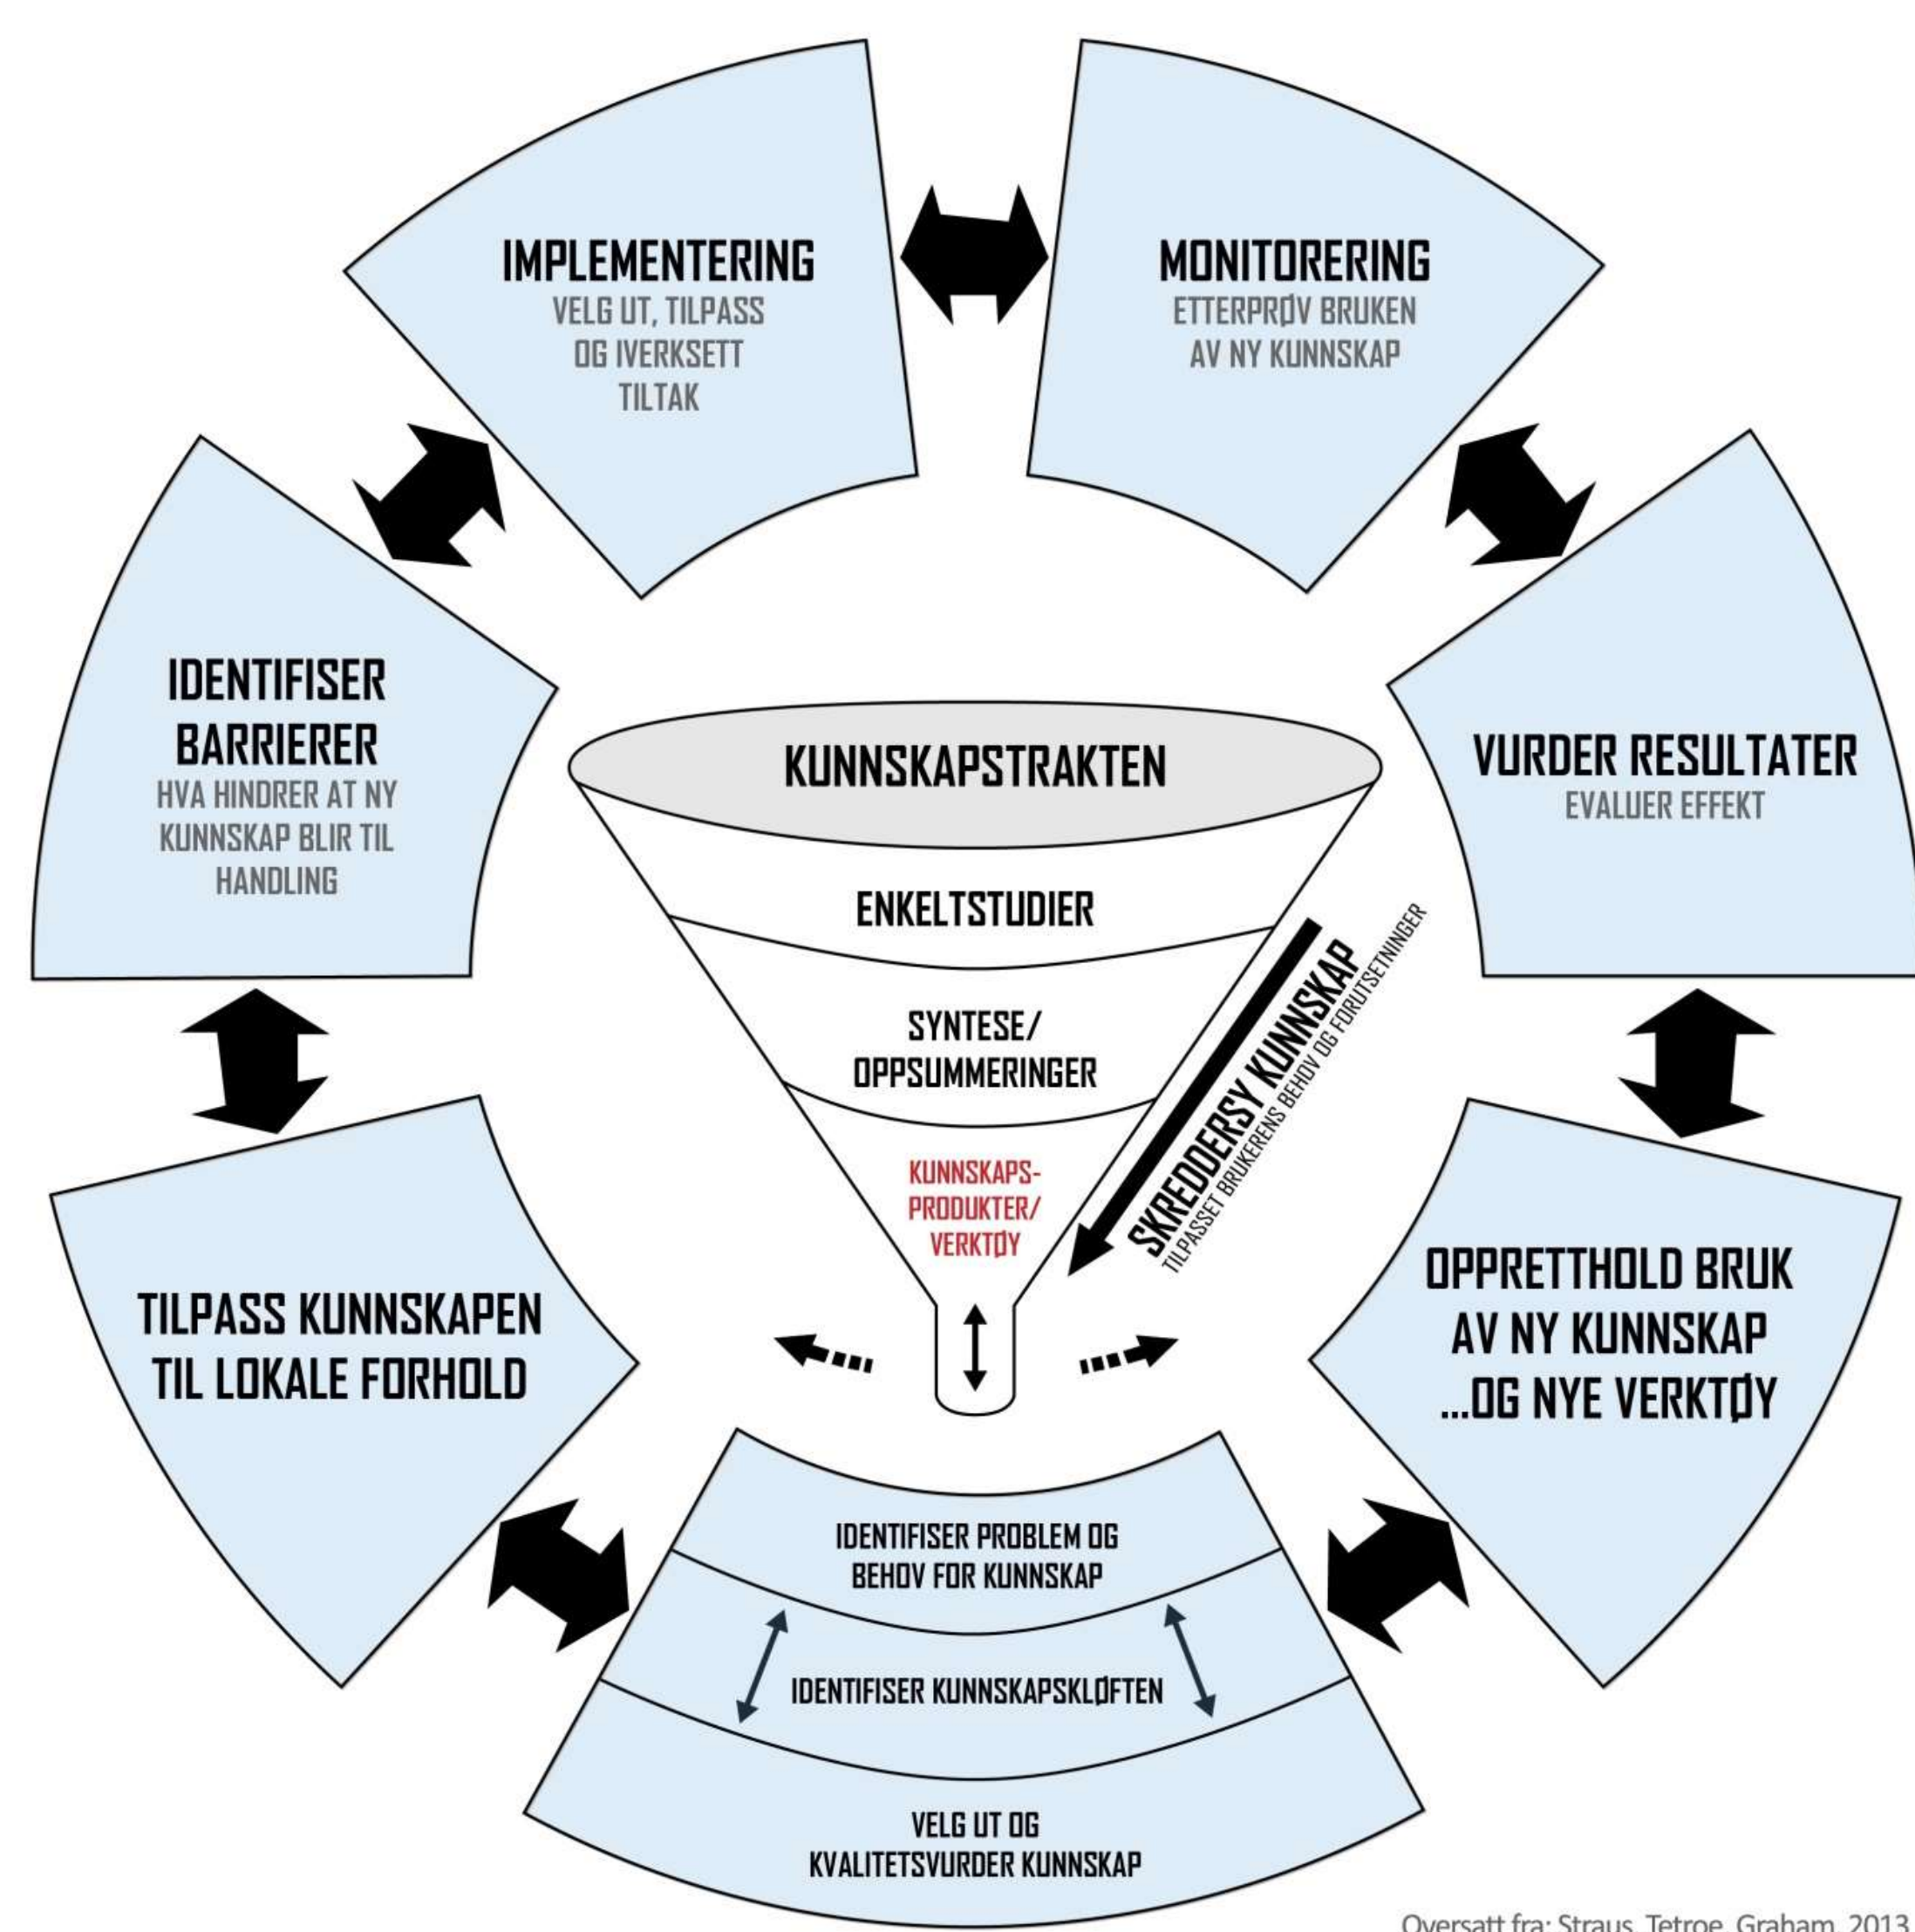 IMPLEMENTERING
VELG UT, TILPASS
OG IVERKSETT
TILTAK
MONITORERING
ETTERPRØV BRUKEN
AV NY KUNNSKAP
IDENTIFISER
BARRIERER
HVA HINDRER AT NY
KUNNSKAP BLIR TIL
HANDLING
KUNNSKAPSTRAKTEN
ENKELTSTUDIER
SYNTESE/
OPPSUMMERINGER
KUNNSKAPS-
PRODUKTER/
VERKTØY
SKREDDERSY KUNNSKAP
TILPASSET BRUKERENS BEHOV OG FORUTSETNINGER
VURDER RESULTATER
EVALUER EFFEKT
TILPASS KUNNSKAPEN
TIL LOKALE FORHOLD
OPPRETTHOLD BRUK
AV NY KUNNSKAP
...OG NYE VERKTØY
IDENTIFISER PROBLEM OG
BEHOV FOR KUNNSKAP
IDENTIFISER KUNNSKAPSKLØFTEN
VELG UT OG
KVALITETSVURDER KUNNSKAP
Oversatt fra: Straus, Tetroe, Graham, 2013